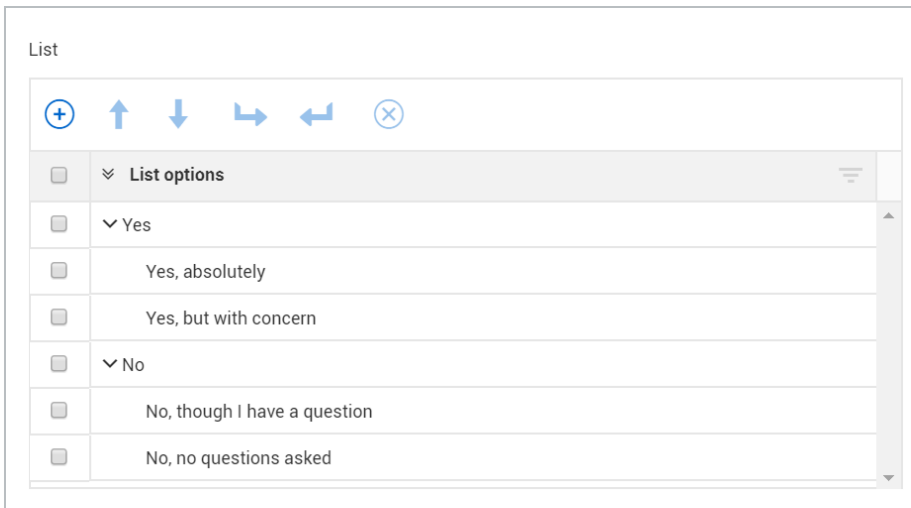 List
List options
Yes
Yes, absolutely
Yes, but with concern
No
No, though I have a question
No, no questions asked